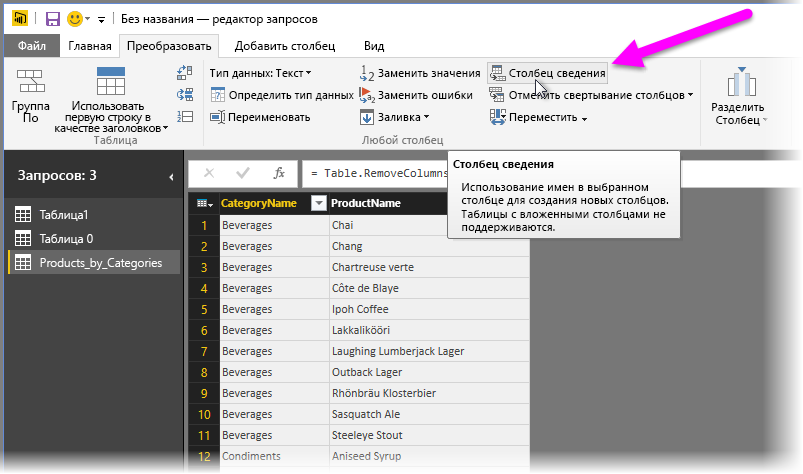 Без названия — редактор запросов
Файл Главная Преобразовать Добавить столбец Вид
Группа По
Использовать первую строку в качестве заголовков
Таблица
Тип данных: Текст
Определить тип данных
Переименовать
Заменить значения
Заменить ошибки
Заливка
Столбец сведения
Отменить свертывание столбцов
Переместить
Любой столбец
Разделить Столбец
Запросов: 3
Таблица1
Таблица 0
Products_by_Categories
fx = Table.RemoveColumns
Столбец сведения
Использование имен в выбранном
столбце для создания новых столбцов.
Таблицы с вложенными столбцами не
поддерживаются.
CategoryName ProductName
1 Beverages Chai
2 Beverages Chang
3 Beverages Chartreuse verte
4 Beverages Côte de Blaye
5 Beverages Ipoh Coffee
6 Beverages Lakkalikööri
7 Beverages Laughing Lumberjack Lager
8 Beverages Outback Lager
9 Beverages Rhönbräu Klosterbier
10 Beverages Sasquatch Ale
11 Beverages Steeleye Stout
12 Condiments Aniseed Syrup